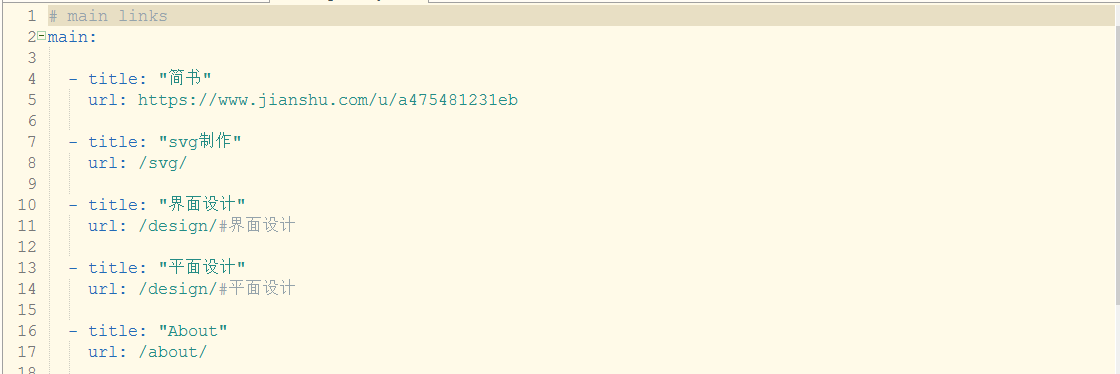 1 # main links
2 main:
3
4 - title: "简书"
5 url: https://www.jianshu.com/u/a475481231eb
6
7 - title: "svg制作"
8 url: /svg/
9
10 - title: "界面设计"
11 url: /design/#界面设计
12
13 - title: "平面设计"
14 url: /design/#平面设计
15
16 - title: "About"
17 url: /about/
18